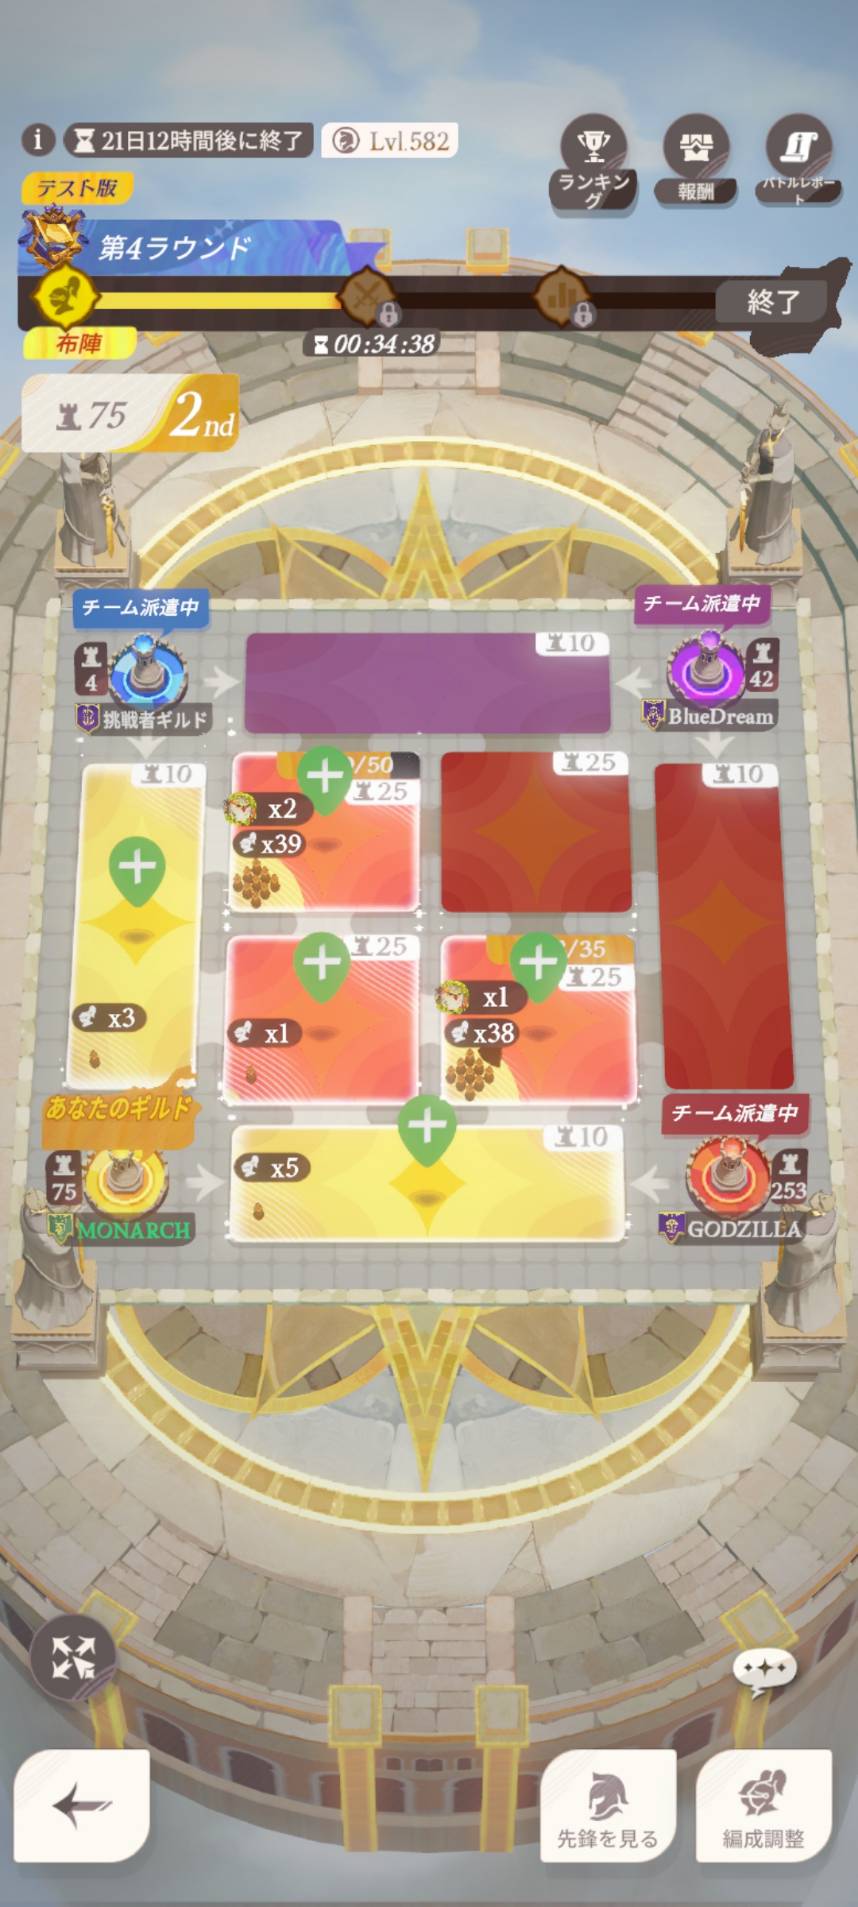 i
21日12時間後に終了
Lvl.582
ランキング
報酬
バトルレポート
テスト版
第4ラウンド
終了
布陣
00:34:38
75
2nd
チーム派遣中
チーム派遣中
10
4
42
挑戦者ギルド
BlueDream
10
/50
25
25
10
x2
x39
25
/35
25
x1
x3
x1
x38
あなたのギルド
チーム派遣中
10
x5
75
253
MONARCH
GODZILLA
先鋒を見る
編成調整